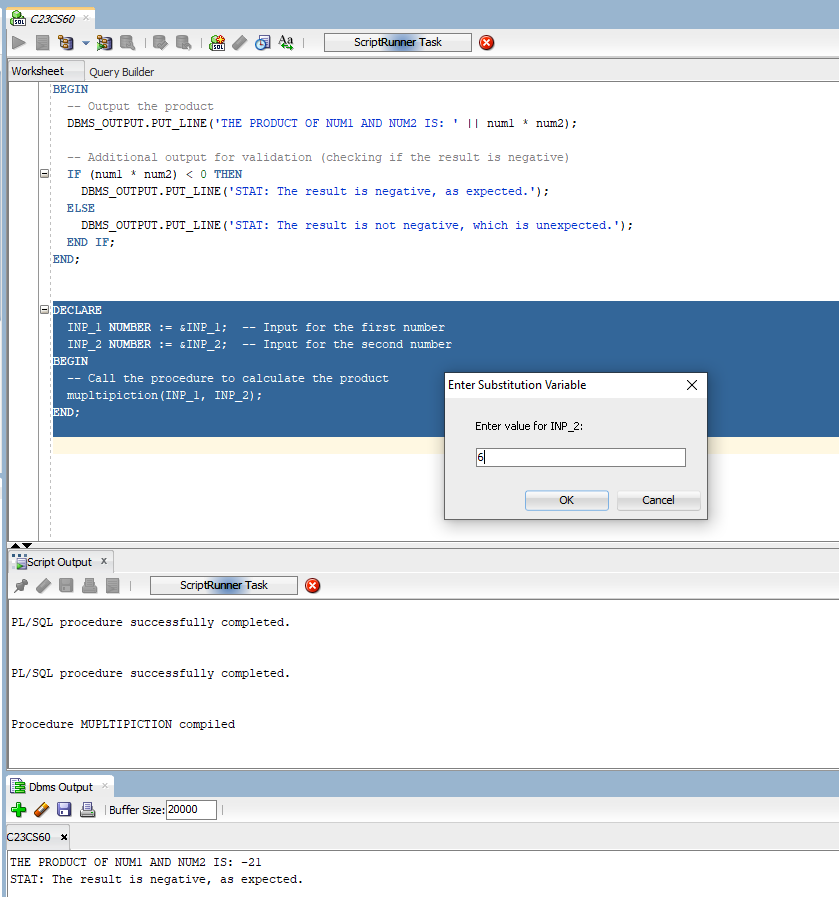 C23CS60
ScriptRunner Task
Worksheet
Query Builder
BEGIN
-- Output the product
DBMS_OUTPUT.PUT_LINE('THE PRODUCT OF NUM1 AND NUM2 IS: ' || num1 * num2);
-- Additional output for validation (checking if the result is negative)
IF (num1 * num2) < 0 THEN
DBMS_OUTPUT.PUT_LINE('STAT: The result is negative, as expected.');
ELSE
DBMS_OUTPUT.PUT_LINE('STAT: The result is not negative, which is unexpected.');
END IF;
END;
DECLARE
INP_1 NUMBER := &INP_1;  -- Input for the first number
INP_2 NUMBER := &INP_2;  -- Input for the second number
BEGIN
-- Call the procedure to calculate the product
mupltipiction(INP_1, INP_2);
END;
Enter Substitution Variable
Enter value for INP_2:
6
OK
Cancel
Script Output
ScriptRunner Task
PL/SQL procedure successfully completed.
PL/SQL procedure successfully completed.
Procedure MUPLTIPICTION compiled
Dbms Output
Buffer Size: 20000
C23CS60
THE PRODUCT OF NUM1 AND NUM2 IS: -21
STAT: The result is negative, as expected.